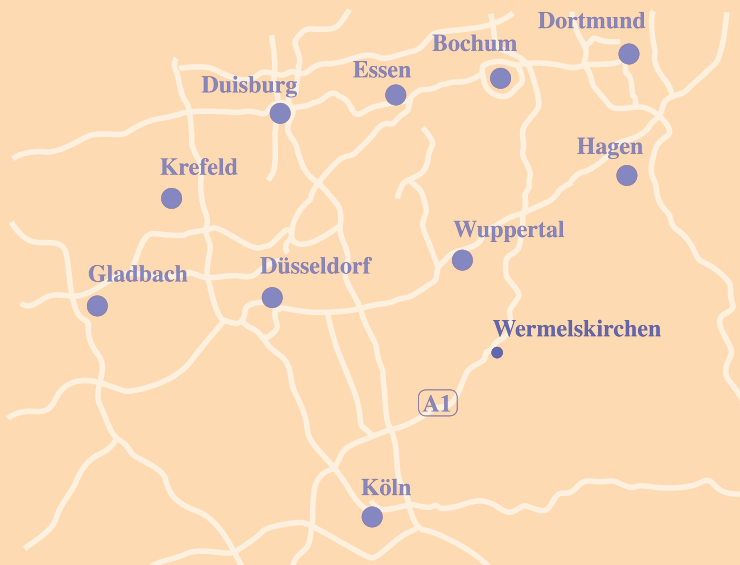 Dortmund
Bochum
Essen
Duisburg
Hagen
Krefeld
Wuppertal
Düsseldorf
Gladbach
Wermelskirchen
A1
Köln